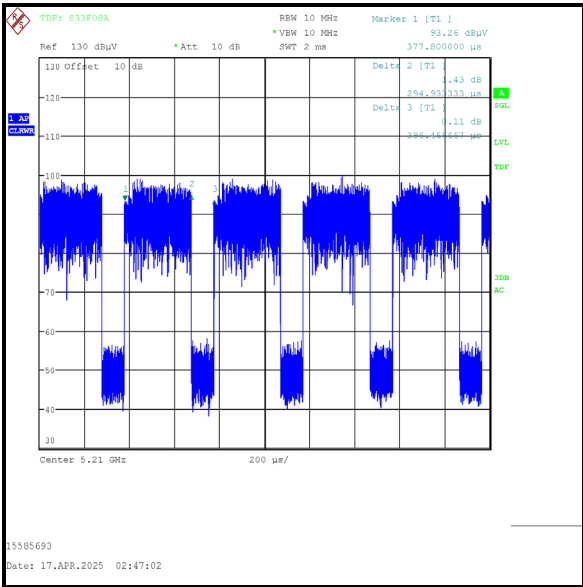 R&S
TDF: S33F08A
RBW 10 MHz
Marker 1 [T1 ]
*VBW 10 MHz
93.26 dBµV
Ref 130 dBµV
*Att 10 dB
SWT 2 ms
377.800000 µs
130 Offset 10 dB
Delta 2 [T1 ]
1.43 dB
294.933333 µs
A
SGL
Delta 3 [T1 ]
0.11 dB
396.466667 µs
120
1 AP
CLRWR
110
LVL
TDF
100
1
2
3
3DB
AC
70
60
50
40
30
Center 5.21 GHz
200 µs/
15585693
Date: 17.APR.2025 02:47:02